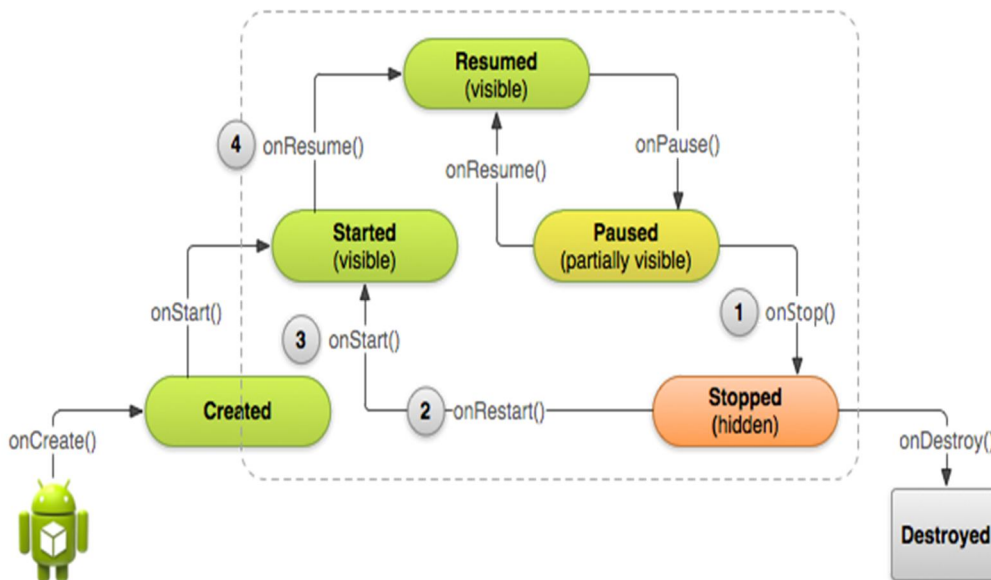 Resumed
(visible)
4
onResume()
onResume()
onPause()
Started
(visible)
Paused
(partially visible)
onStart()
3
onStart()
1
onStop()
Created
2
onRestart()
Stopped
(hidden)
onCreate()
onDestroy()
Destroyed